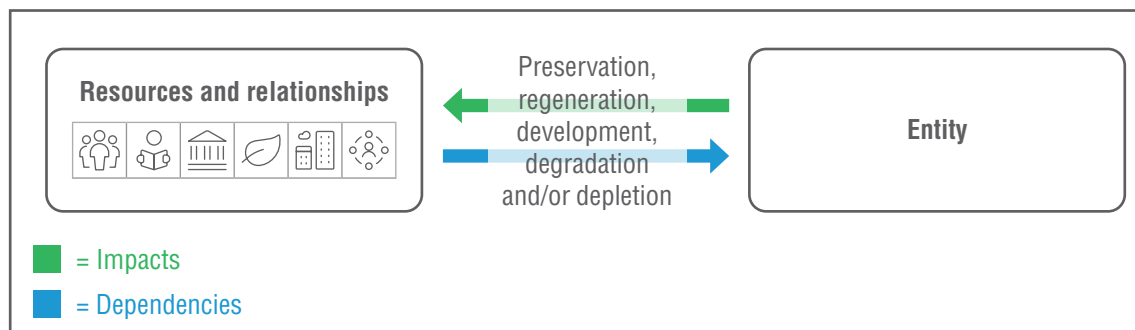 Resources and relationships
Preservation,
regeneration,
development,
degradation
and/or depletion
Entity
= Impacts
= Dependencies